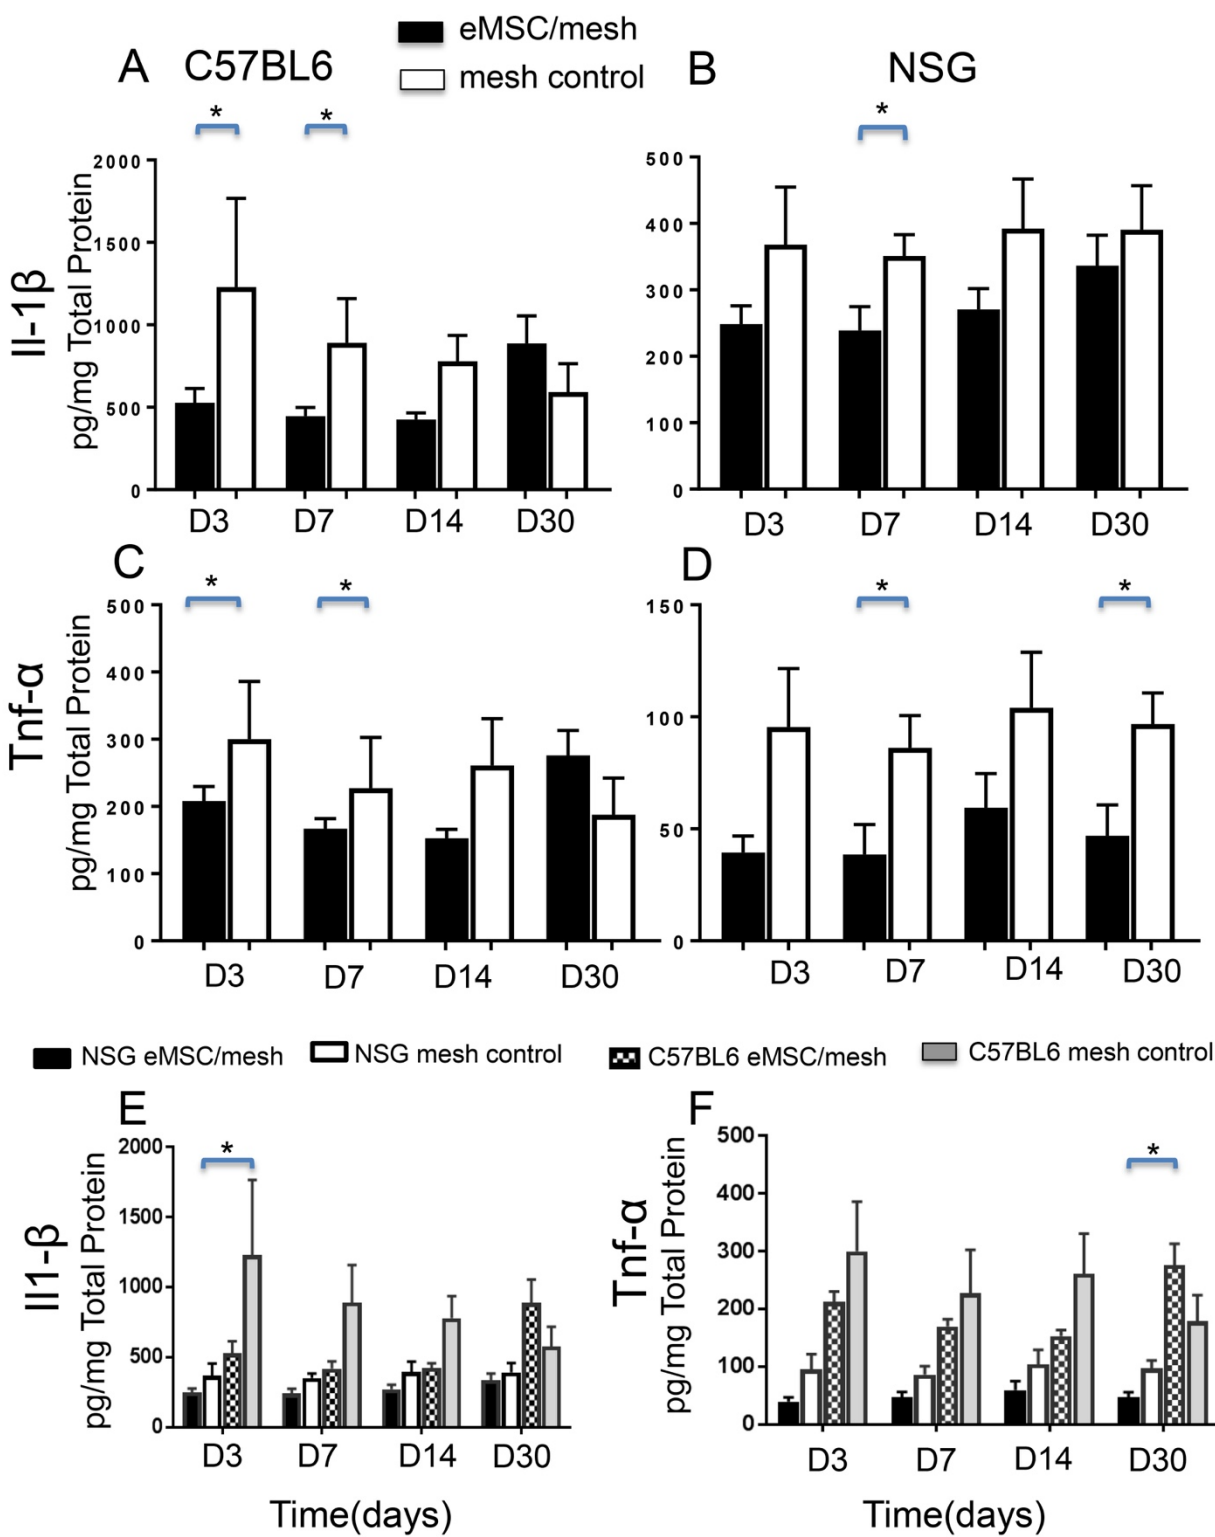 eMSC/mesh
A C57BL6
mesh control
B NSG
* *
*
Il-1β
pg/mg Total Protein
2000
1500
1000
500
0
D3 D7 D14 D30
500
400
300
200
100
0
D3 D7 D14 D30
C
* *
Tnf-α
pg/mg Total Protein
500
400
300
200
100
0
D3 D7 D14 D30
D
* *
150
100
50
0
D3 D7 D14 D30
NSG eMSC/mesh NSG mesh control C57BL6 eMSC/mesh C57BL6 mesh control
E
*
Il1-β
pg/mg Total Protein
2000
1500
1000
500
0
D3 D7 D14 D30
Time(days)
F
*
Tnf-α
pg/mg Total Protein
500
400
300
200
100
0
D3 D7 D14 D30
Time(days)